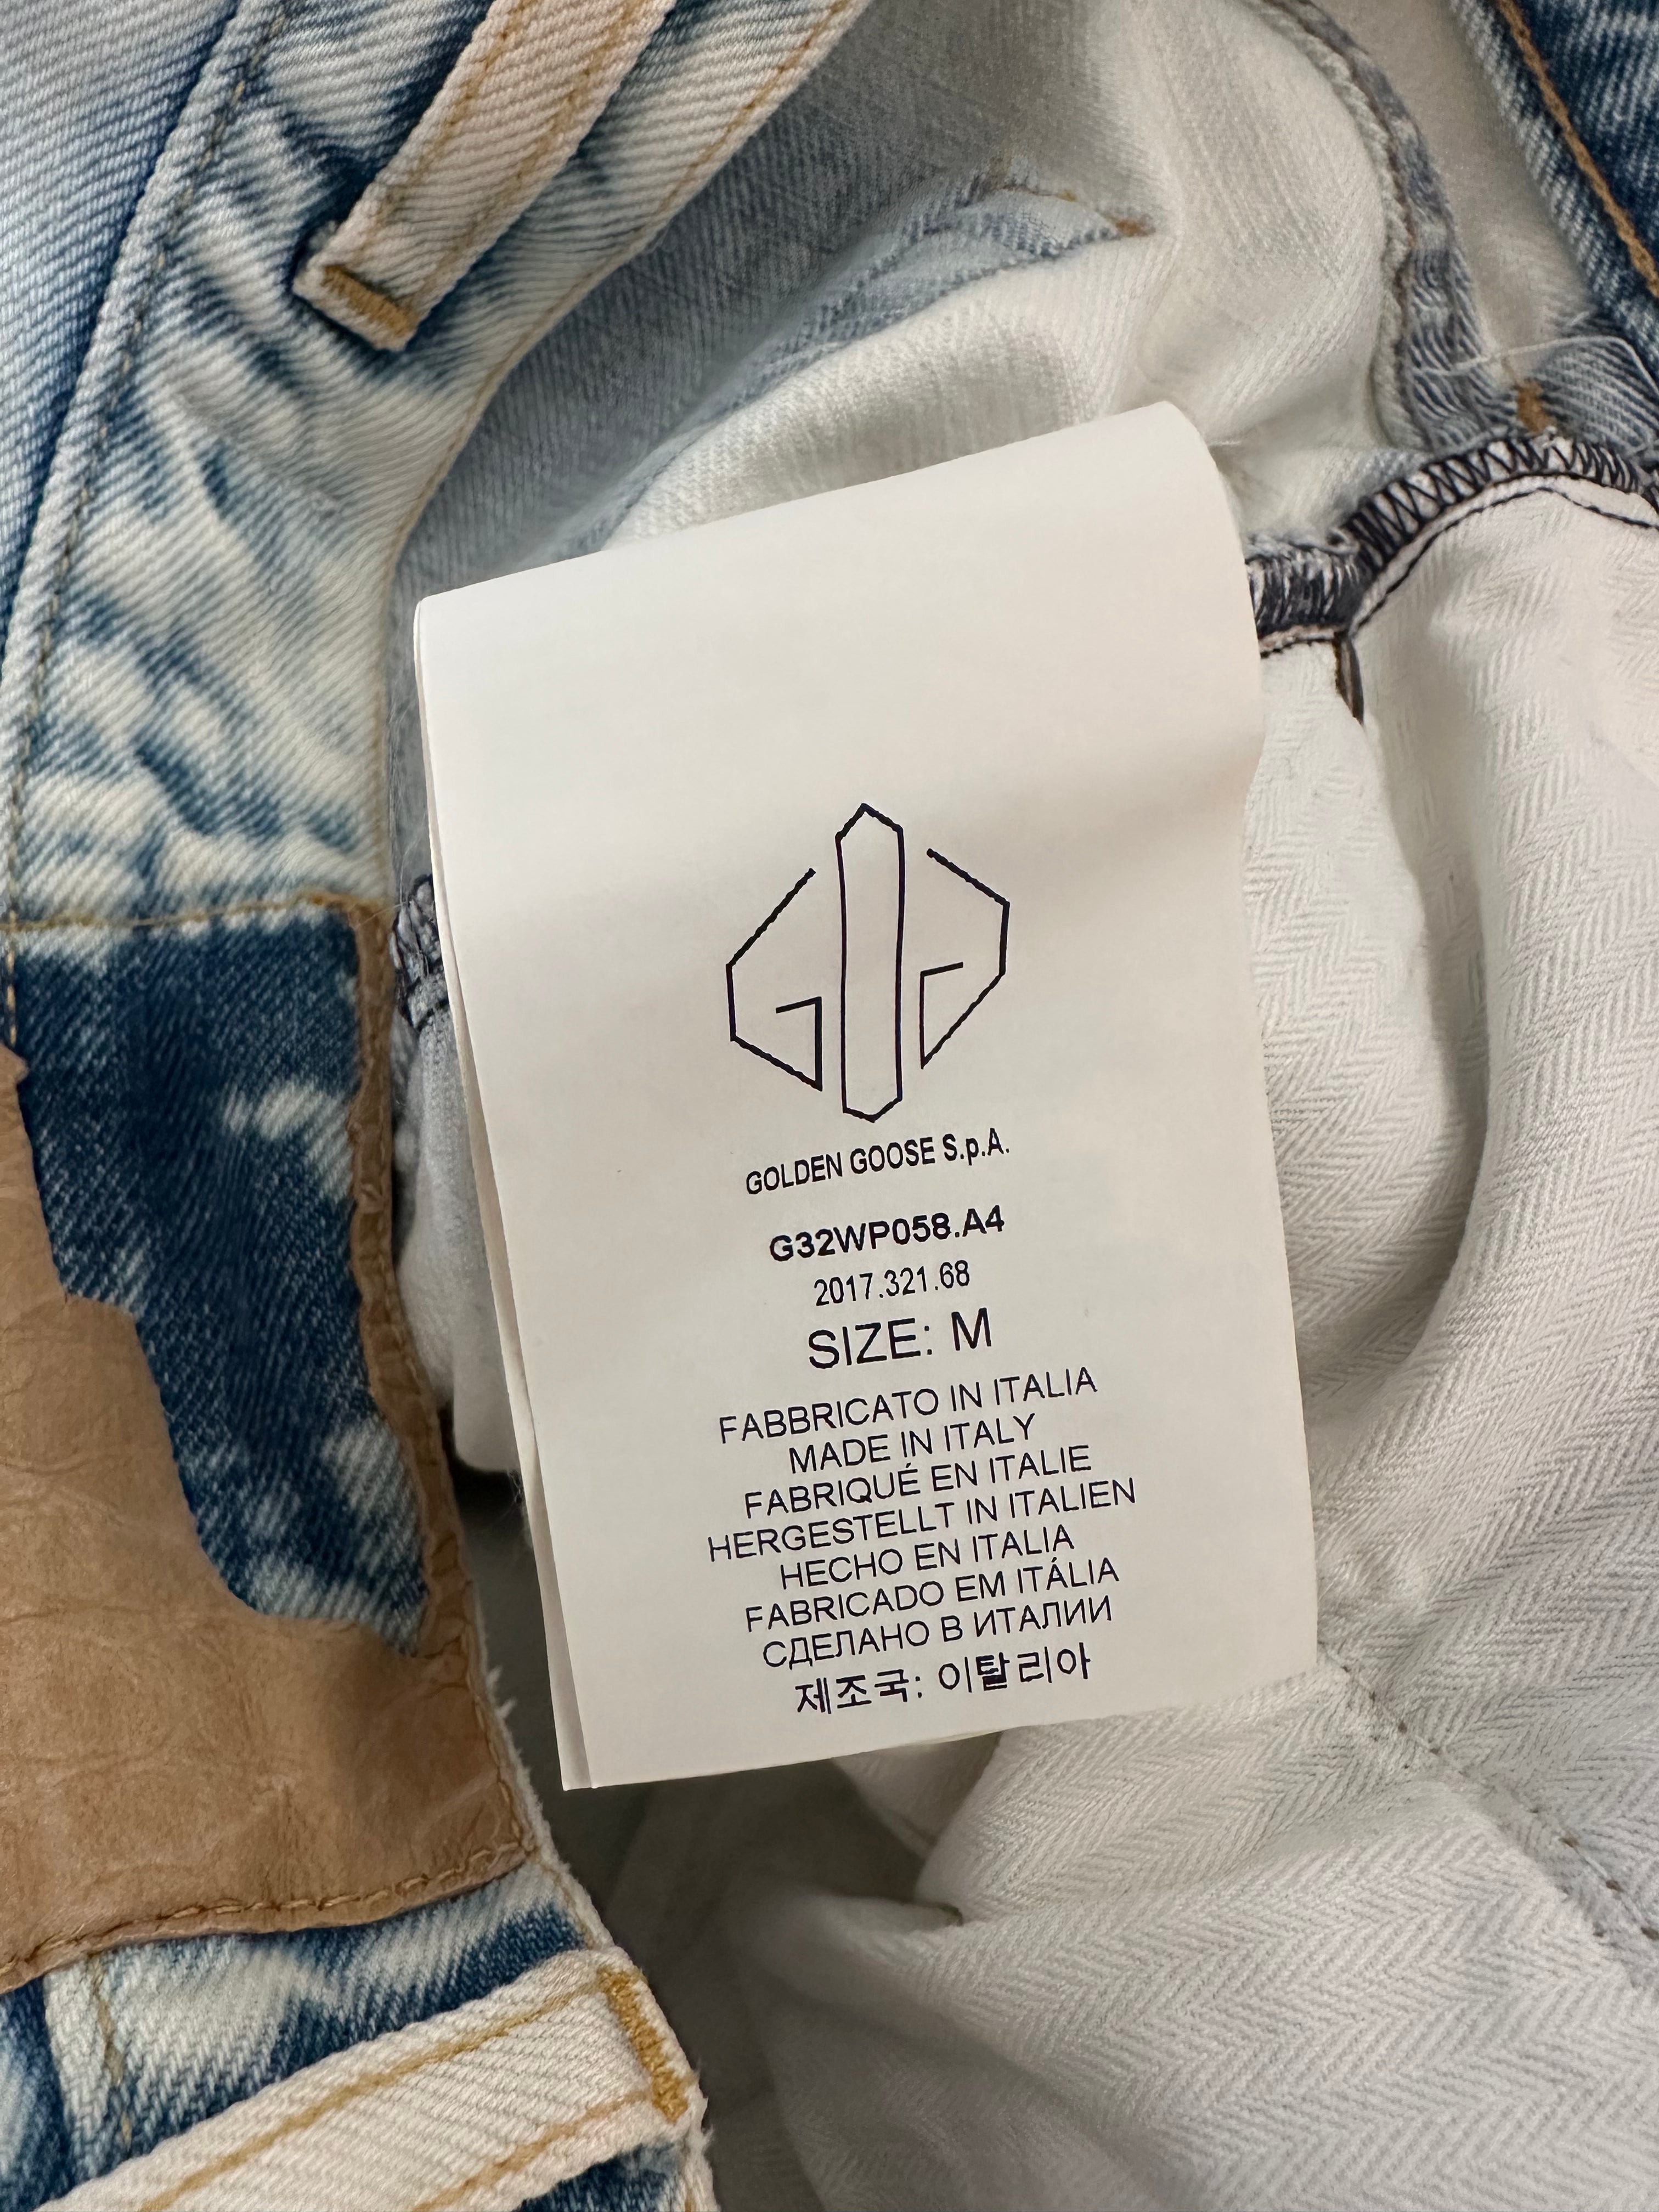 GOLDEN GOOSE S.p.A.
G32WP058.A4
2017.321.68
SIZE: M
FABBRICATO IN ITALIA
MADE IN ITALY
FABRIQUÉ EN ITALIE
HERGESTELLT IN ITALIEN
HECHO EN ITALIA
FABRICADO EM ITÁLIA
СДЕЛАНО В ИТАЛИИ
제조국: 이탈리아